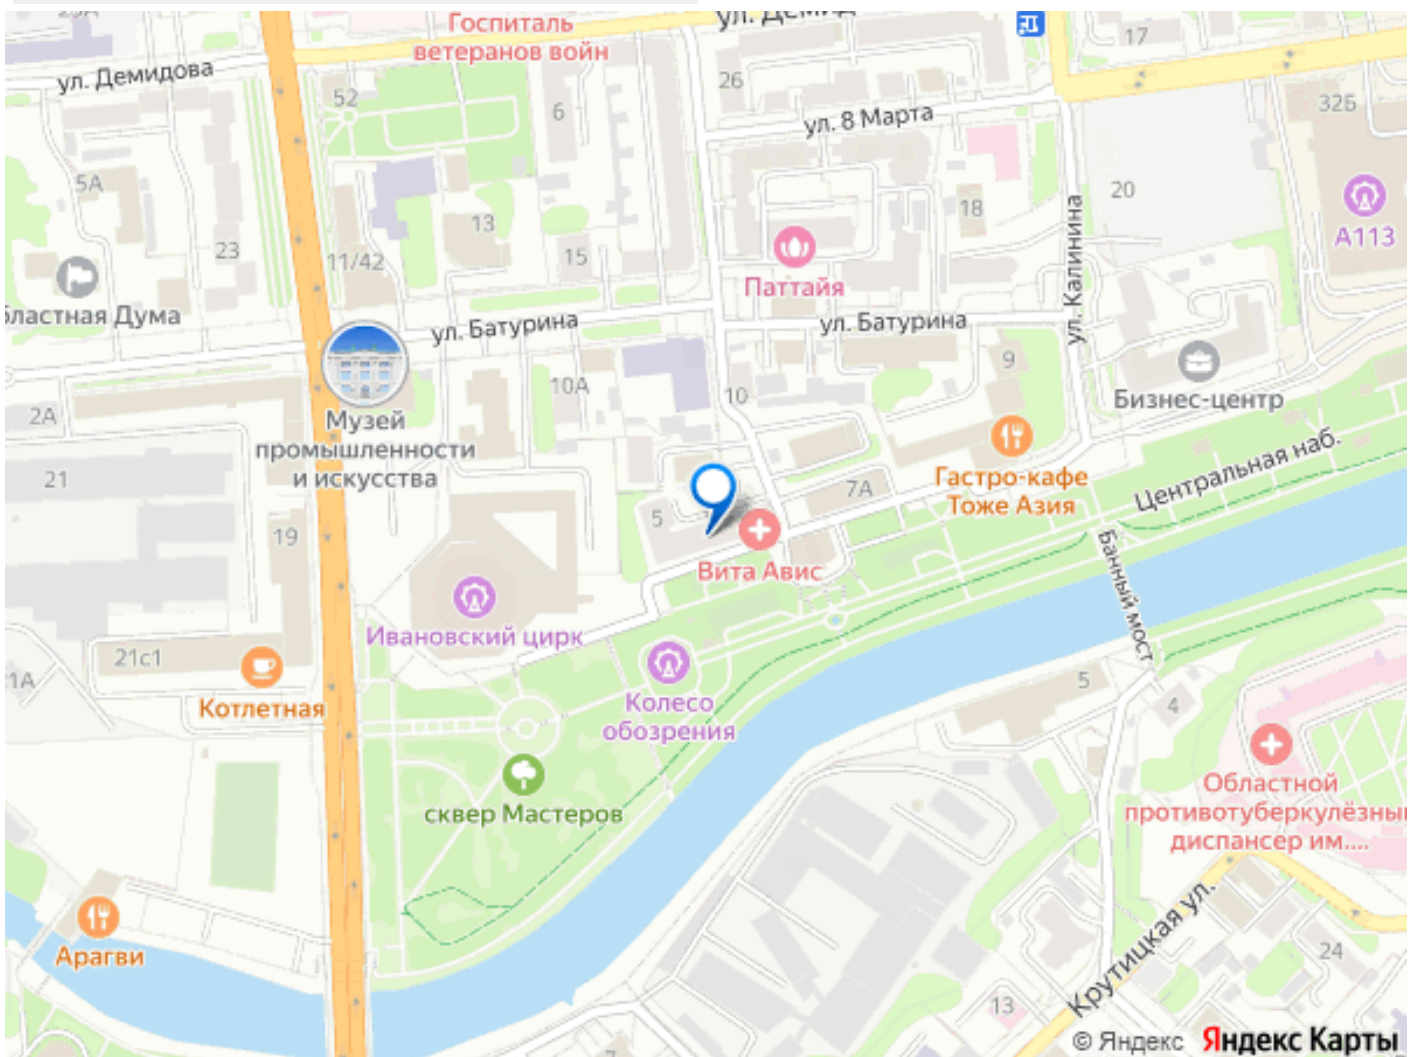 Госпиталь
ветеранов войн
17
ул. Демидова
52
6
26
ул. 8 Марта
325
5А
13
18
20
А113
23
11/42
15
Паттайя
ул. Калинина
бластная Дума
ул. Батурина
ул. Батурина
9
Бизнес-центр
2А
10А
10
Музей
промышленности
и искусства
21
7А
Гастро-кафе
Тоже Азия
Центральная наб.
5
19
Вита Авис
Банный мост
Ивановский цирк
21с1
1А
Котлетная
Колесо
обозрения
5
4
сквер Мастеров
Областной
противотуберкулёзны
диспансер им....
Арагви
Крутицкая ул.
24
13
© Яндекс Яндекс Карты